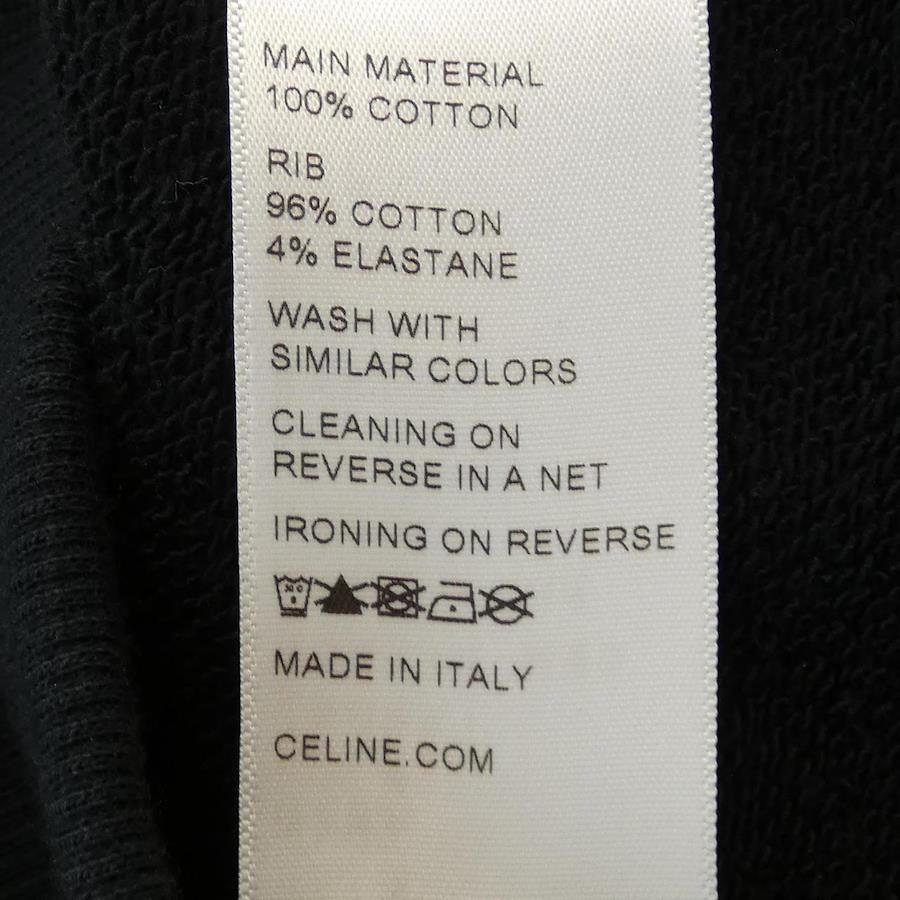 MAIN MATERIAL
100% COTTON
RIB
96% COTTON
4% ELASTANE
WASH WITH
SIMILAR COLORS
CLEANING ON
REVERSE IN A NET
IRONING ON REVERSE
MADE IN ITALY
CELINE.COM